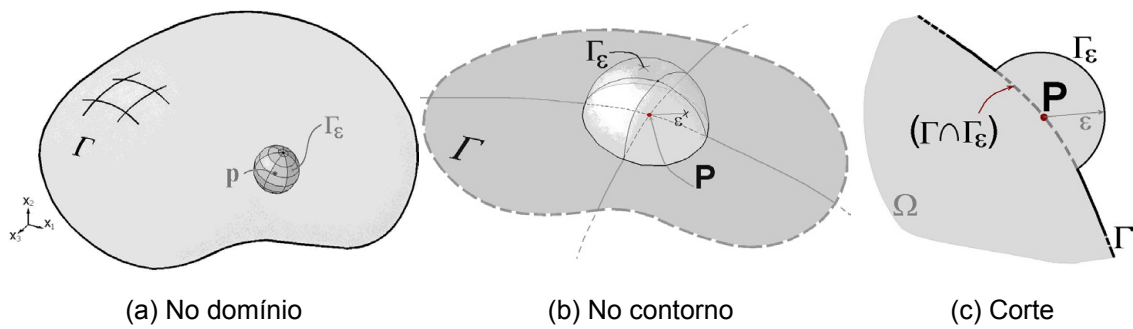 Γ
Γε
p
x₂
x₃
x₁
(a) No domínio
Γε
ε
Γ
P
(b) No contorno
Γε
P
ε
(Γ∩Γε)
Ω
Γ
(c) Corte